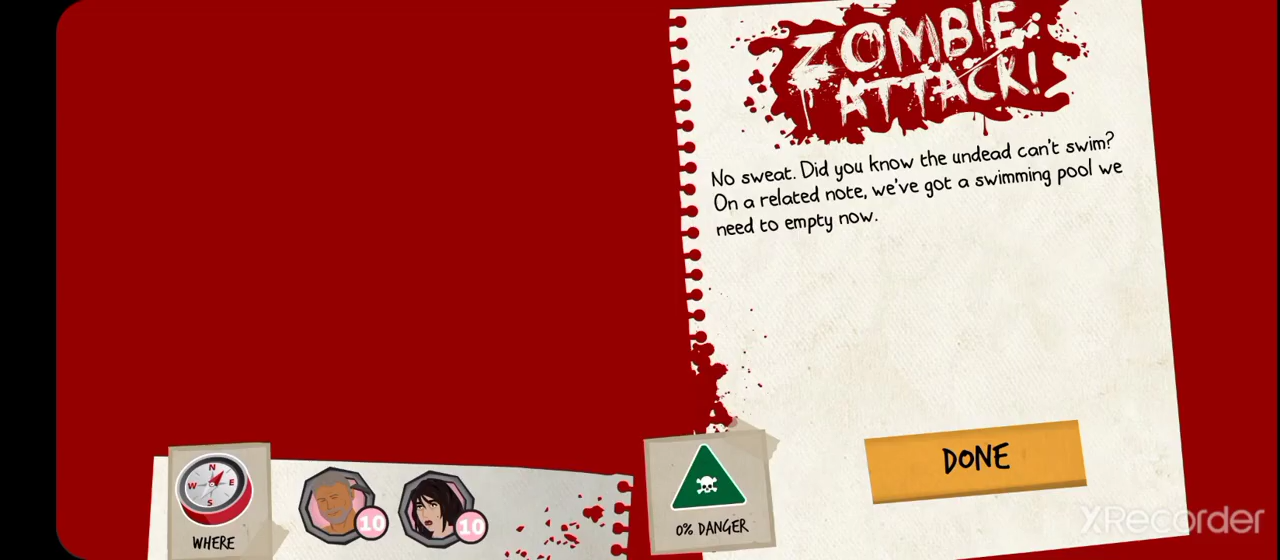 ZOMBIE
ATTACK!
No sweat. Did you know the undead can't swim?
On a related note, we've got a swimming pool we
need to empty now.
N
W E
S
WHERE
10
10
0% DANGER
DONE
XRecorder